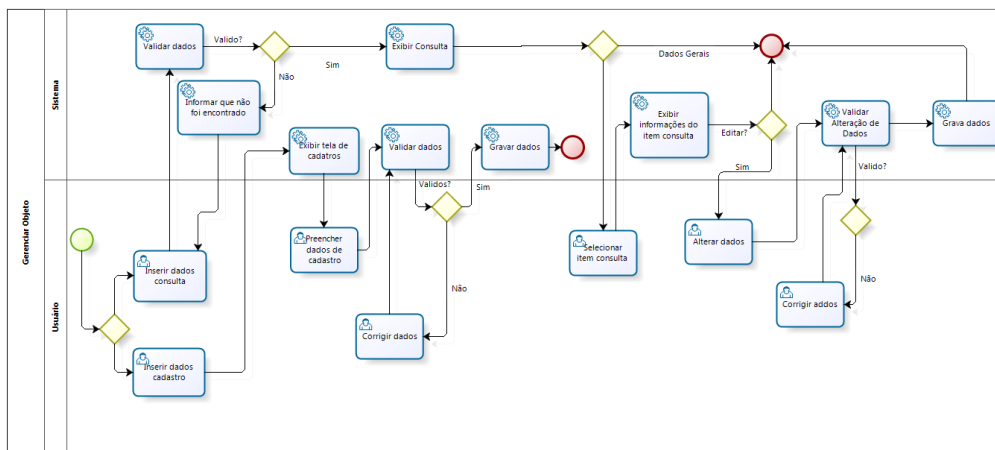 Gerenciar Objeto
Sistema
Validar dados
Valido?
Não
Sim
Informar que não
foi encontrado
Exibir Consulta
Dados Gerais
Exibir
informações do
item consulta
Editar?
Sim
Validar
Alteração de
Dados
Valido?
Grava dados
Exibir tela de
cadatros
Validar dados
Validos?
Sim
Gravar dados
Usuário
Inserir dados
consulta
Inserir dados
cadastro
Preencher
dados de
cadastro
Não
Corrigir dados
Selecionar
item consulta
Alterar dados
Não
Corrigir addos